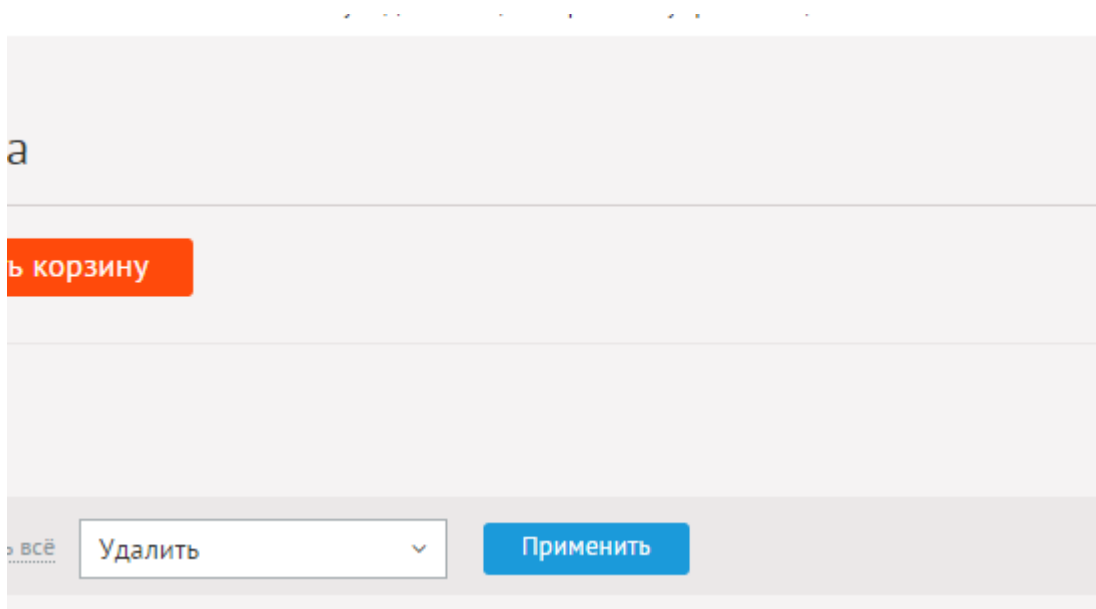 а
ь корзину
ь всё
Удалить
Применить